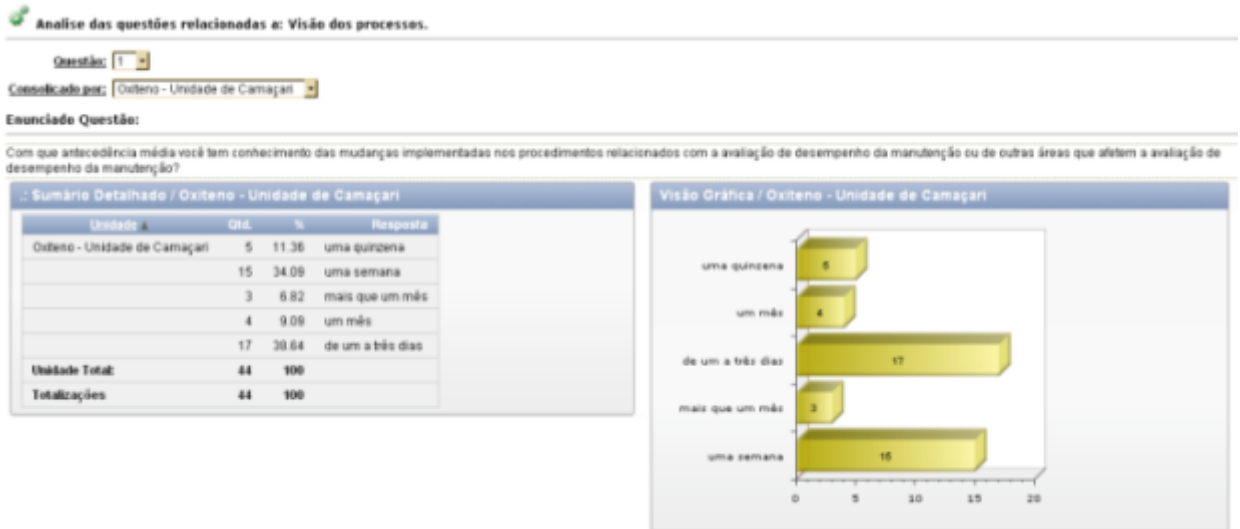 Analise das questões relacionadas a: Visão dos processos.
Questão: 1
Consolicado por: Oxiteno - Unidade de Camaçari
Enunciado Questão:
Com que antecedência média você tem conhecimento das mudanças implementadas nos procedimentos relacionados com a avaliação de desempenho da manutenção ou de outras áreas que afetem a avaliação de
desempenho da manutenção?
.: Sumário Detalhado / Oxiteno - Unidade de Camaçari
Unidade Qtd. % Resposta
Oxiteno - Unidade de Camaçari 5 11.36 uma quinzena
15 34.09 uma semana
3 6.82 mais que um mês
4 9.09 um mês
17 38.64 de um a três dias
Unidade Total: 44 100
Totalizações 44 100
Visão Gráfica / Oxiteno - Unidade de Camaçari
uma quinzena 5
um mês 4
de um a três dias 17
mais que um mês 3
uma semana 15
0 5 10 15 20